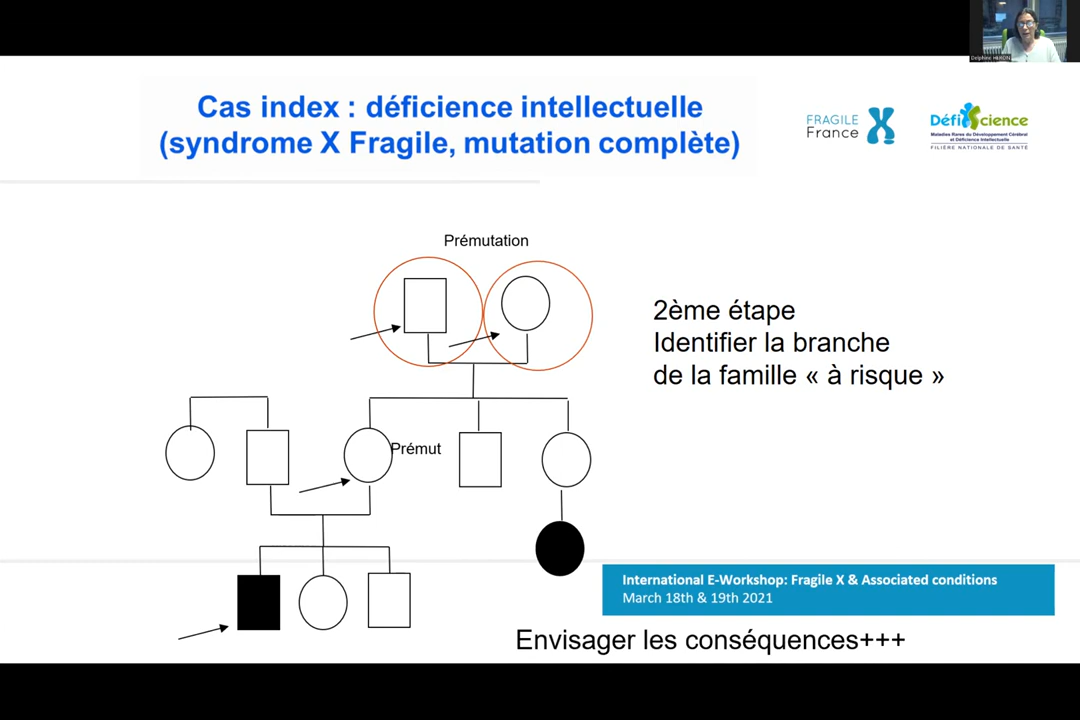 Delphine HERON
Cas index : déficience intellectuelle
(syndrome X Fragile, mutation complète)
FRAGILE
France
DéfiScience
Maladies Rares du Développement Cérébral
et Déficience Intellectuelle
FILIÈRE NATIONALE DE SANTÉ
Prémutation
2ème étape
Identifier la branche
de la famille « à risque »
Prémut
International E-Workshop: Fragile X & Associated conditions
March 18th & 19th 2021
Envisager les conséquences+++